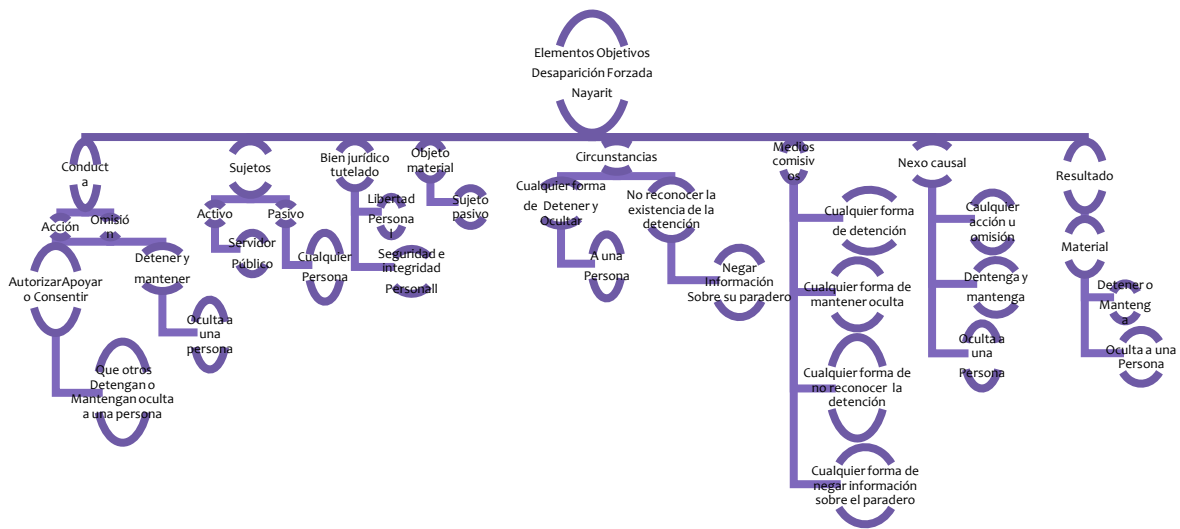 Elementos Objetivos
Desaparición Forzada
Nayarit
Conduct
a
Acción
Omisió
n
AutorizarApoyar
o Consentir
Que otros
Detengan o
Mantengan oculta
a una persona
Detener y
mantener
Oculta a
una
persona
Sujetos
Activo
Servidor
Público
Pasivo
Cualquier
Persona
Bien jurídico
tutelado
Libertad
Persona
l
Seguridad e
integridad
Personall
Objeto
material
Sujeto
pasivo
Circunstancias
Cualquier forma
de Detener y
Ocultar
A una
Persona
No reconocer la
existencia de la
detención
Negar
Información
Sobre su paradero
Medios
comisiv
os
Cualquier forma
de detención
Cualquier forma de
mantener oculta
Cualquier forma de
no reconocer la
detención
Cualquier forma de
negar información
sobre el paradero
Nexo causal
Caulquier
acción u
omisión
Dentenga y
mantenga
Oculta a
una
Persona
Resultado
Material
Detener o
Manteng
a
Oculta a una
Persona